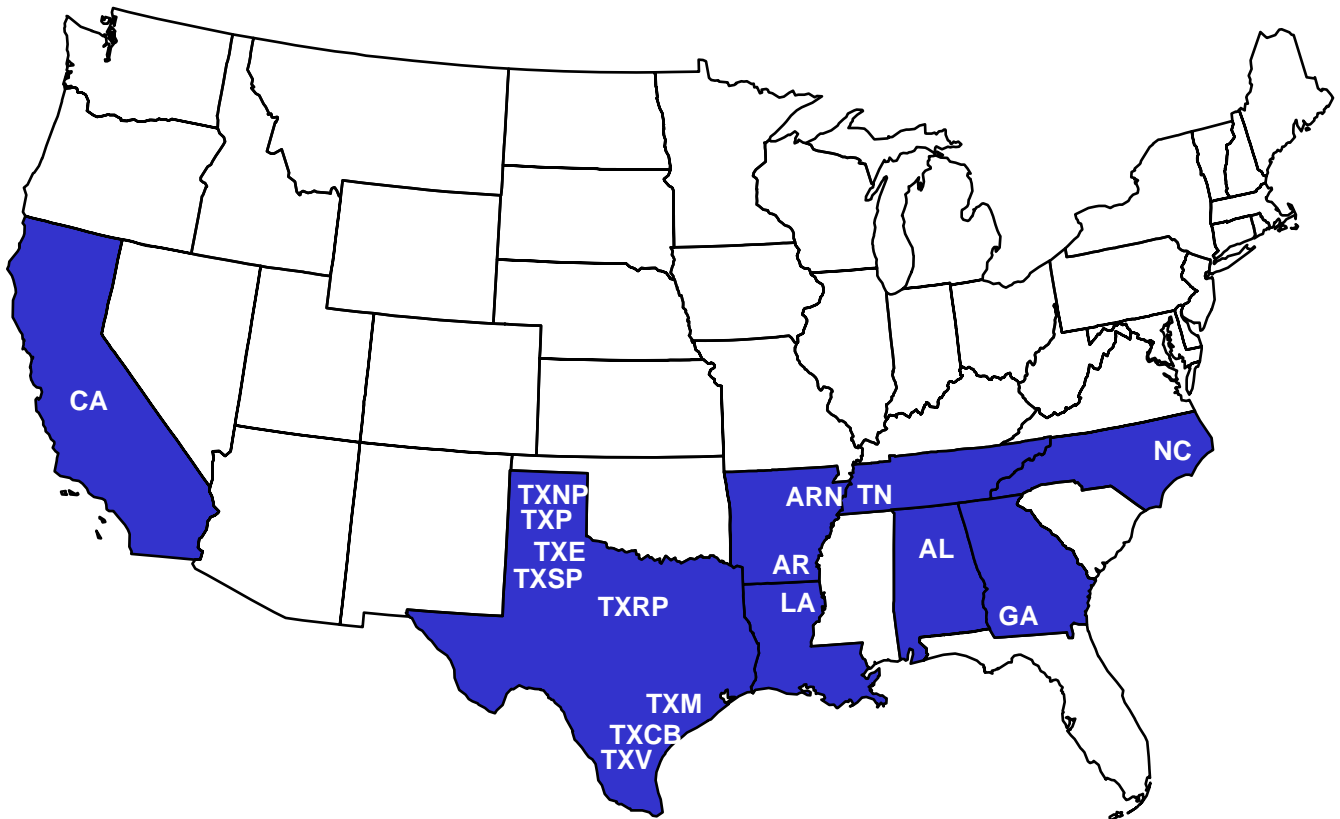 CA
NC
TXNP
ARN
TN
TXP
TXE
AL
TXSP
AR
TXRP
LA
GA
TXM
TXCB
TXV